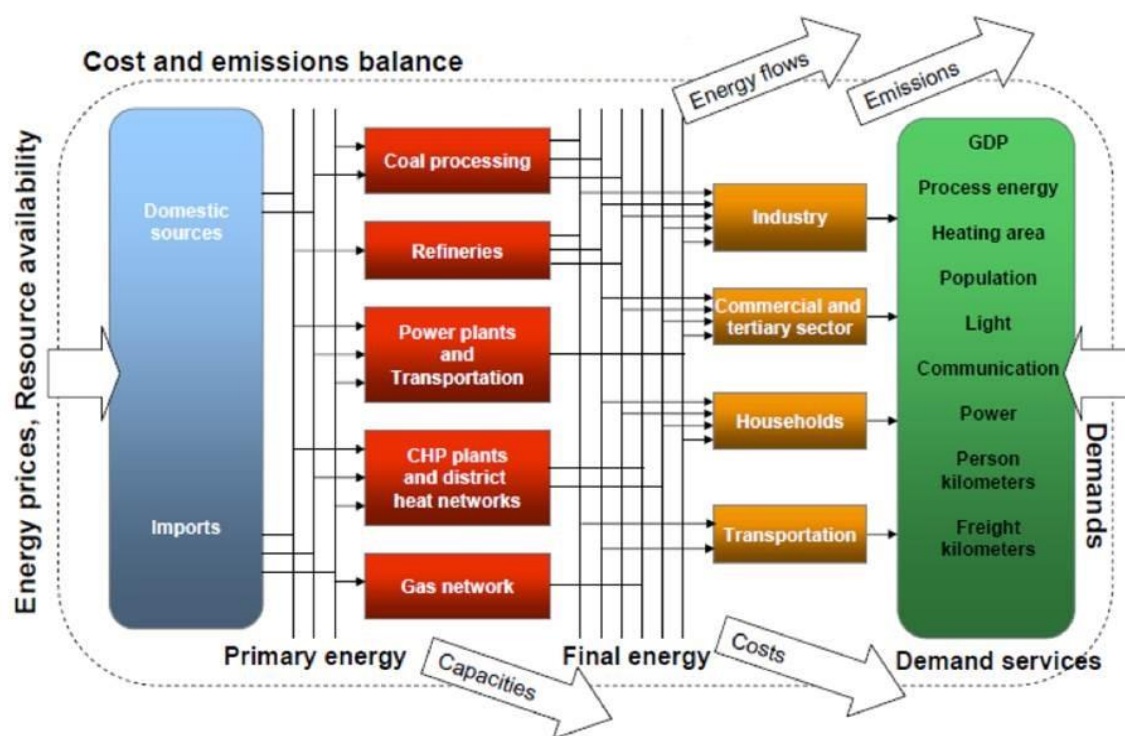 Cost and emissions balance
Energy flows
Emissions
Energy prices, Resource availability
Domestic
sources
Imports
Coal processing
Refineries
Power plants
and
Transportation
CHP plants
and district
heat networks
Gas network
Industry
Commercial and
tertiary sector
Households
Transportation
GDP
Process energy
Heating area
Population
Light
Communication
Power
Person
kilometers
Freight
kilometers
Demands
Primary energy
Capacities
Final energy
Costs
Demand services